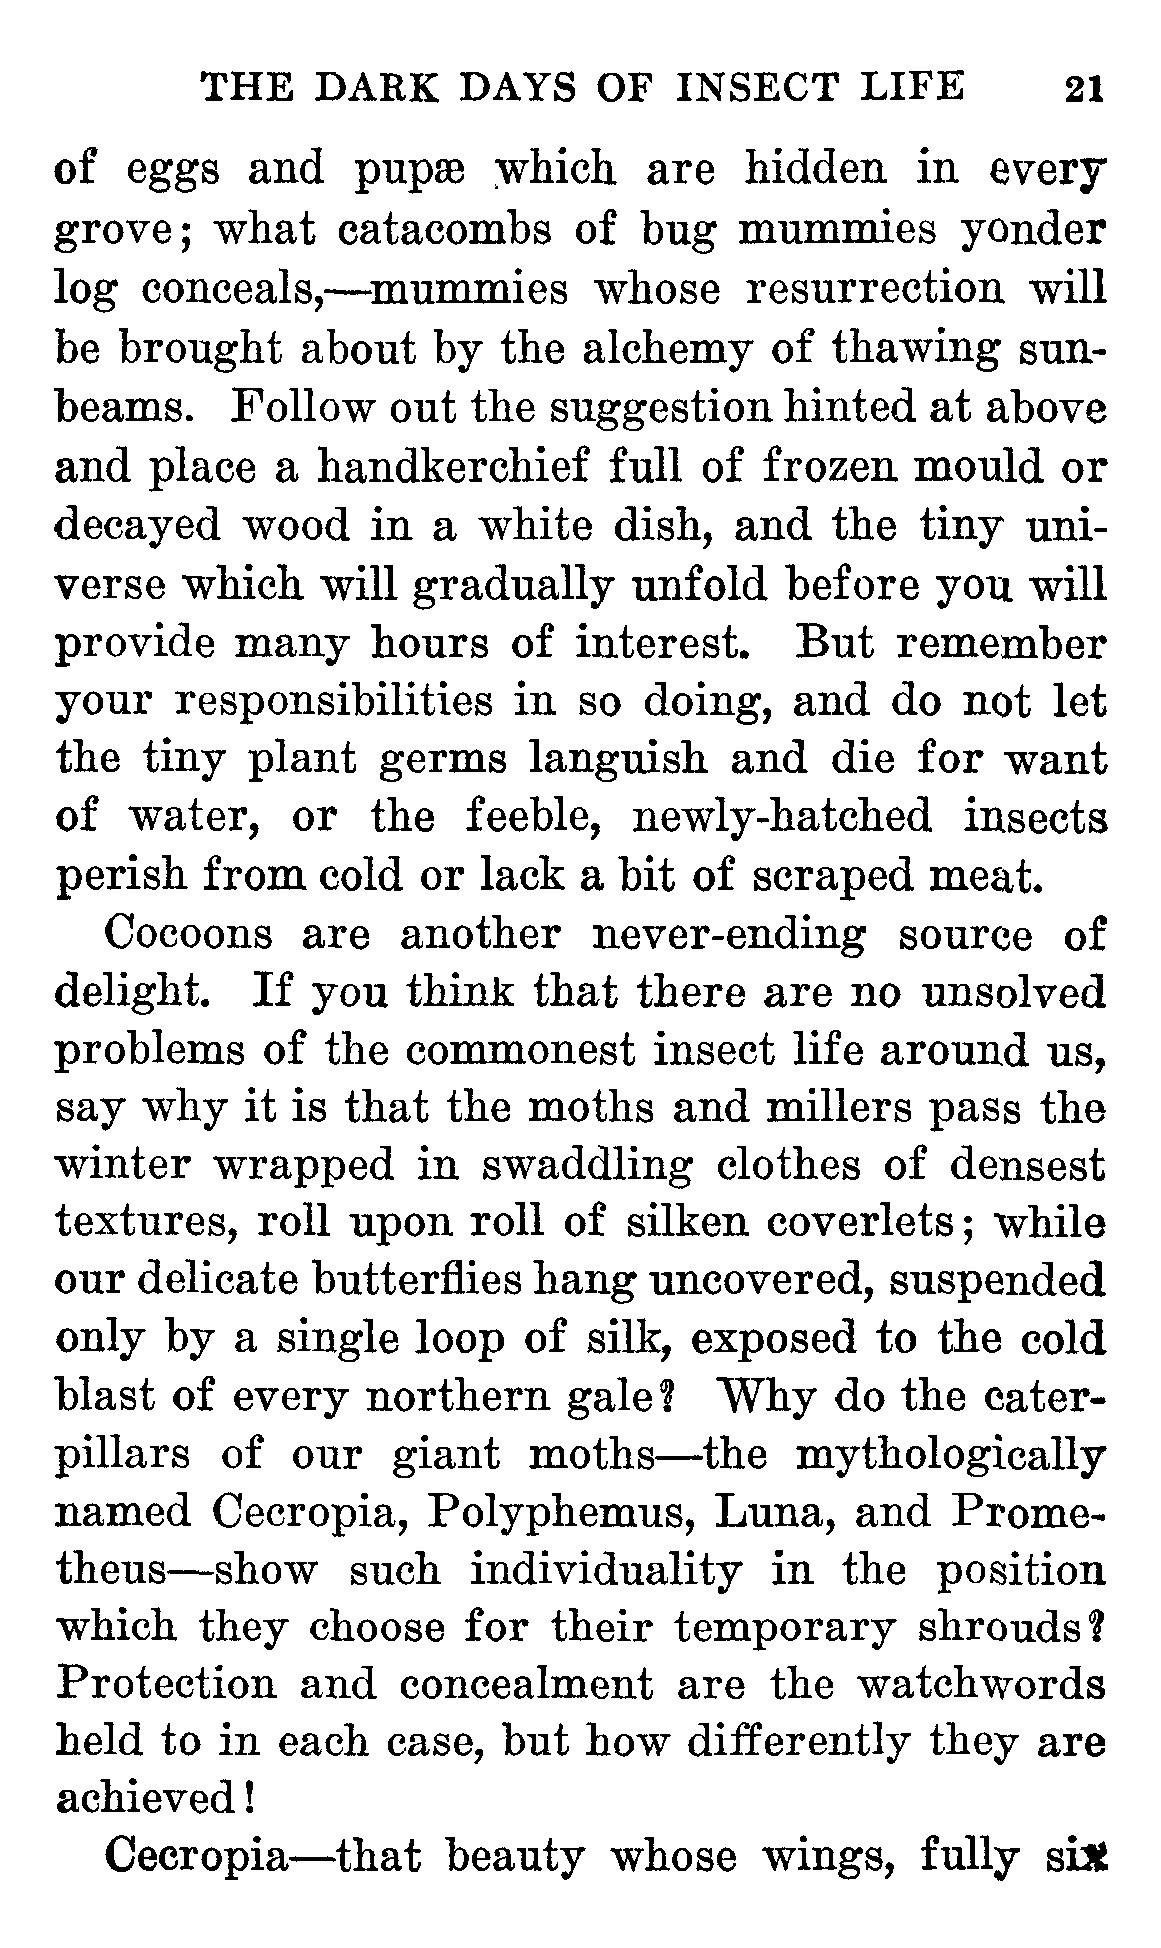 THE DARK DAYS OF INSECT LIFE 21
of eggs and pupæ which are hidden in every
grove; what catacombs of bug mummies yonder
log conceals,—mummies whose resurrection will
be brought about by the alchemy of thawing sun-
beams. Follow out the suggestion hinted at above
and place a handkerchief full of frozen mould or
decayed wood in a white dish, and the tiny uni-
verse which will gradually unfold before you will
provide many hours of interest. But remember
your responsibilities in so doing, and do not let
the tiny plant germs languish and die for want
of water, or the feeble, newly-hatched insects
perish from cold or lack a bit of scraped meat.
Cocoons are another never-ending source of
delight. If you think that there are no unsolved
problems of the commonest insect life around us,
say why it is that the moths and millers pass the
winter wrapped in swaddling clothes of densest
textures, roll upon roll of silken coverlets; while
our delicate butterflies hang uncovered, suspended
only by a single loop of silk, exposed to the cold
blast of every northern gale? Why do the cater-
pillars of our giant moths—the mythologically
named Cecropia, Polyphemus, Luna, and Prome-
theus—show such individuality in the position
which they choose for their temporary shrouds?
Protection and concealment are the watchwords
held to in each case, but how differently they are
achieved!
Cecropia—that beauty whose wings, fully six